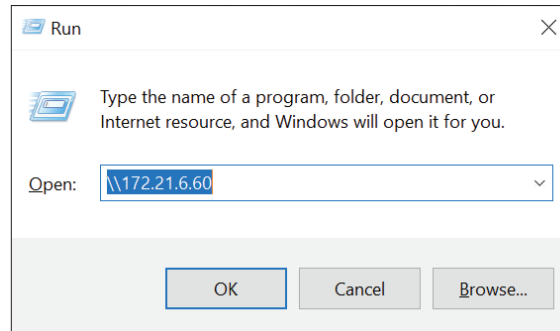 Run
Type the name of a program, folder, document, or
Internet resource, and Windows will open it for you.
Open: \\172.21.6.60
OK Cancel Browse...